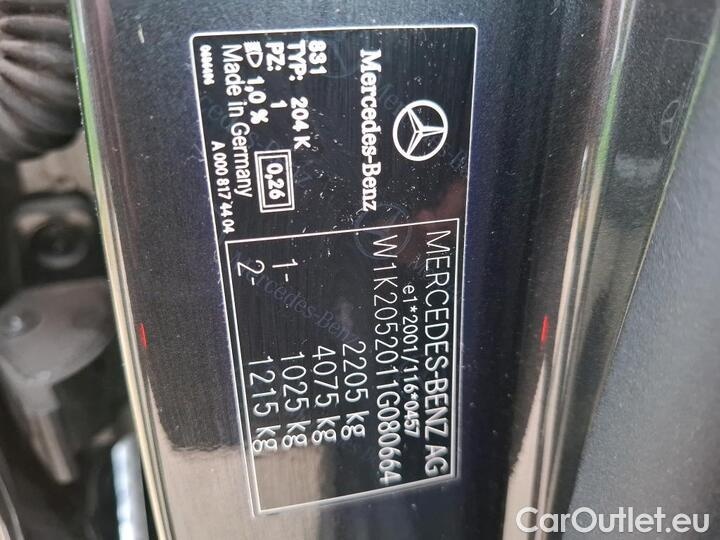 Mercedes-Benz
831
TYP: 204 K
PZ: 1
1,0 %
0,26
Made in Germany
A 000 817 44 04
MERCEDES-BENZ AG
e1*2001/116*0457
W1K2052011G080664
2205 kg
4075 kg
1- 1025 kg
2- 1215 kg
CarOutlet.eu